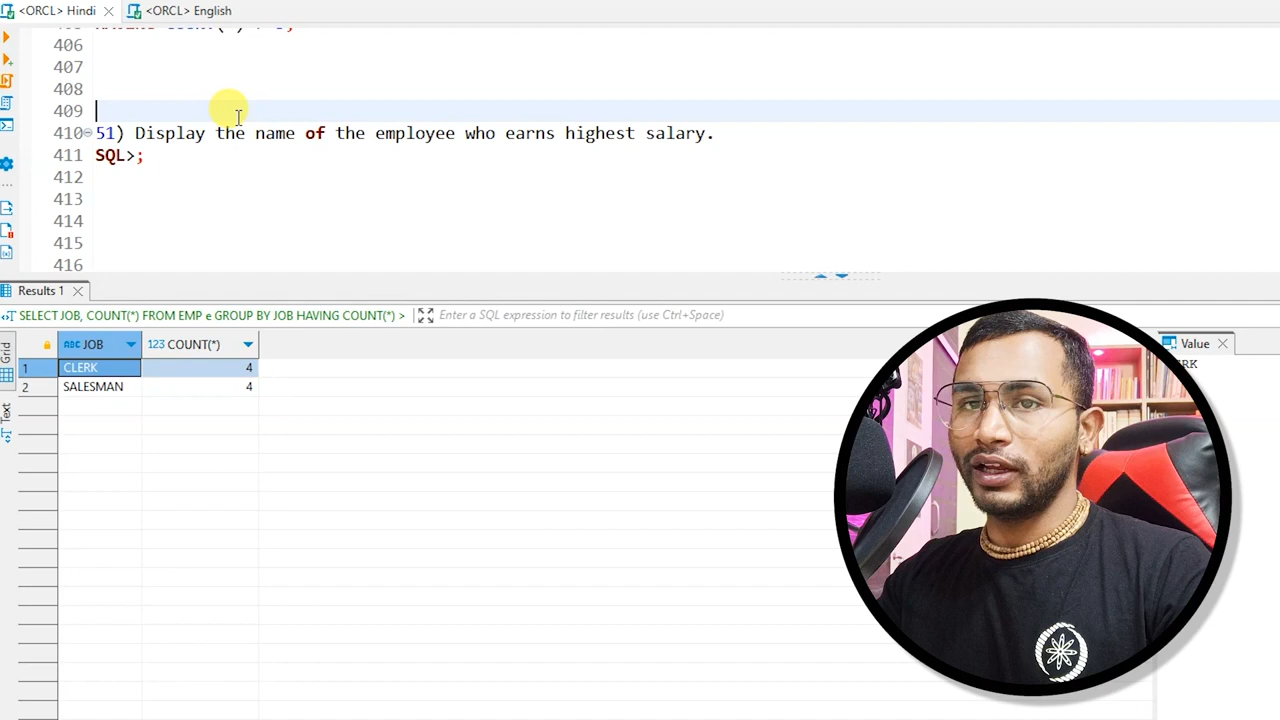 <ORCL> Hindi
<ORCL> English
406
407
408
409
410 51) Display the name of the employee who earns highest salary.
411 SQL>;
412
413
414
415
416
Results 1
SELECT JOB, COUNT(*) FROM EMP e GROUP BY JOB HAVING COUNT(*) >
Enter a SQL expression to filter results (use Ctrl+Space)
Grid
Text
ABC JOB
123 COUNT(*)
Value
1 CLERK 4
RK
2 SALESMAN 4